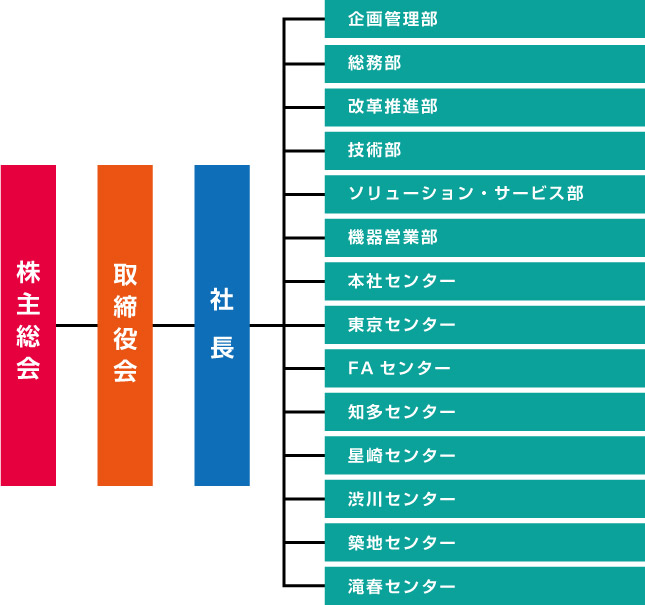 株主総会
取締役会
社長
企画管理部
総務部
改革推進部
技術部
ソリューション・サービス部
機器営業部
本社センター
東京センター
FA センター
知多センター
星崎センター
渋川センター
築地センター
滝春センター